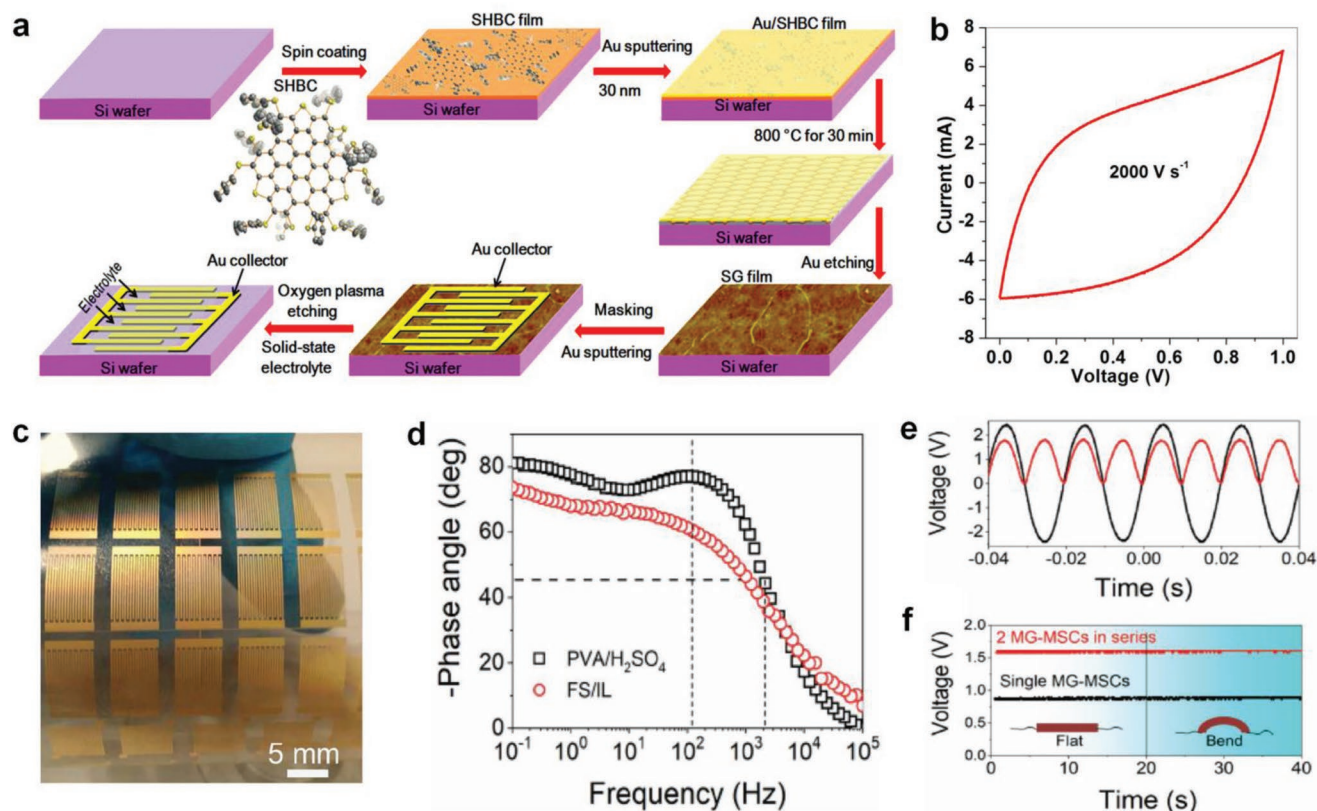 a
Spin coating
SHBC
Si wafer
SHBC film
Si wafer
Au sputtering
30 nm
Au/SHBC film
Si wafer
800 °C for 30 min
Si wafer
Au etching
SG film
Si wafer
Masking
Au sputtering
Au collector
Si wafer
Oxygen plasma
etching
Solid-state
electrolyte
Au collector
Electrolyte
Si wafer
b
Current (mA)
8
6
4
2
0
-2
-4
-6
8
2000 V s⁻¹
0.0 0.2 0.4 0.6 0.8 1.0
Voltage (V)
c
5 mm
d
-Phase angle (deg)
80
60
40
20
0
PVA/H₂SO₄
FS/IL
10⁻¹ 10⁰ 10¹ 10² 10³ 10⁴ 10⁵
Frequency (Hz)
e
Voltage (V)
2
1
0
-1
-2
-0.04 -0.02 0.00 0.02 0.04
Time (s)
f
Voltage (V)
2.0
1.5
1.0
0.5
0.0
2 MG-MSCs in series
Single MG-MSCs
Flat
Bend
0 10 20 30 40
Time (s)